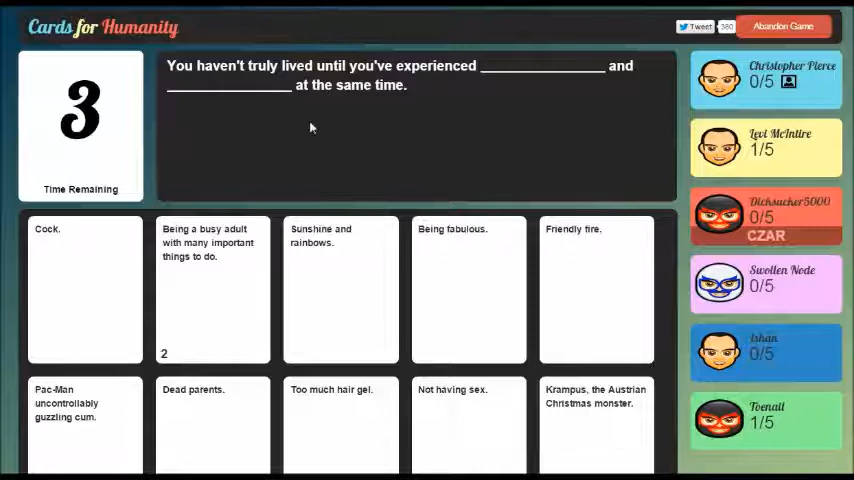 Cards for Humanity
Tweet
380
Abandon Game
3
Time Remaining
You haven't truly lived until you've experienced _______________ and
_______________ at the same time.
Christopher Pierce
0/5
Levi McIntire
1/5
Dicksucker5000
0/5
CZAR
Swollen Node
0/5
Ishan
0/5
Toenail
1/5
Cock.
Being a busy adult
with many important
things to do.
2
Sunshine and
rainbows.
Being fabulous.
Friendly fire.
Pac-Man
uncontrollably
guzzling cum.
Dead parents.
Too much hair gel.
Not having sex.
Krampus, the Austrian
Christmas monster.